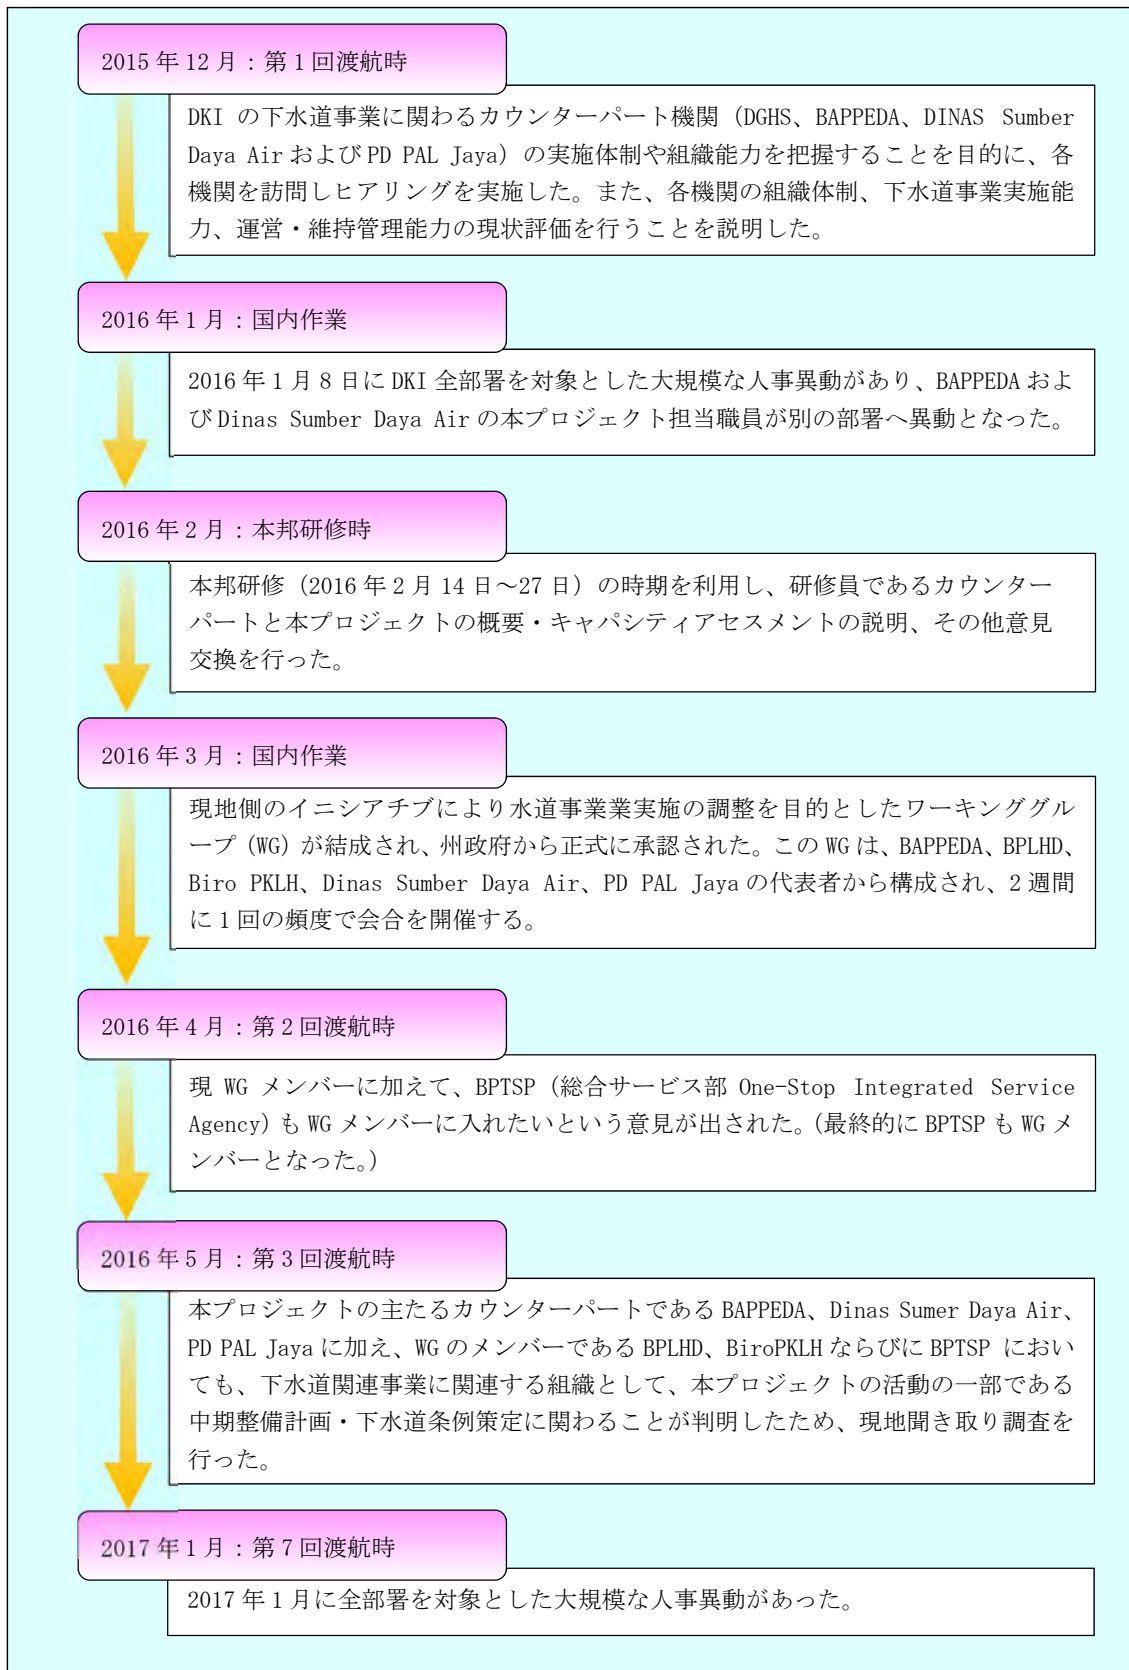 2015 年 12 月：第 1 回渡航時
DKI の下水道事業に関わるカウンターパート機関（DGHS、BAPPEDA、DINAS Sumber
Daya Air および PD PAL Jaya）の実施体制や組織能力を把握することを目的に、各
機関を訪問しヒアリングを実施した。また、各機関の組織体制、下水道事業実施能
力、運営・維持管理能力の現状評価を行うことを説明した。
2016 年 1 月：国内作業
2016 年 1 月 8 日に DKI 全部署を対象とした大規模な人事異動があり、BAPPEDA およ
び Dinas Sumber Daya Air の本プロジェクト担当職員が別の部署へ異動となった。
2016 年 2 月：本邦研修時
本邦研修（2016 年 2 月 14 日～27 日）の時期を利用し、研修員であるカウンター
パートと本プロジェクトの概要・キャパシティアセスメントの説明、その他意見
交換を行った。
2016 年 3 月：国内作業
現地側のイニシアチブにより水道事業業実施の調整を目的としたワーキンググル
ープ（WG）が結成され、州政府から正式に承認された。この WG は、BAPPEDA、BPLHD、
Biro PKLH、Dinas Sumber Daya Air、PD PAL Jaya の代表者から構成され、2 週間
に 1 回の頻度で会合を開催する。
2016 年 4 月：第 2 回渡航時
現 WG メンバーに加えて、BPTSP（総合サービス部 One-Stop Integrated Service
Agency）も WG メンバーに入れたいという意見が出された。（最終的に BPTSP も WG メ
ンバーとなった。）
2016 年 5 月：第 3 回渡航時
本プロジェクトの主たるカウンターパートである BAPPEDA、Dinas Sumer Daya Air、
PD PAL Jaya に加え、WG のメンバーである BPLHD、BiroPKLH ならびに BPTSP におい
ても、下水道関連事業に関連する組織として、本プロジェクトの活動の一部である
中期整備計画・下水道条例策定に関わることが判明したため、現地聞き取り調査を
行った。
2017 年 1 月：第 7 回渡航時
2017 年 1 月に全部署を対象とした大規模な人事異動があった。